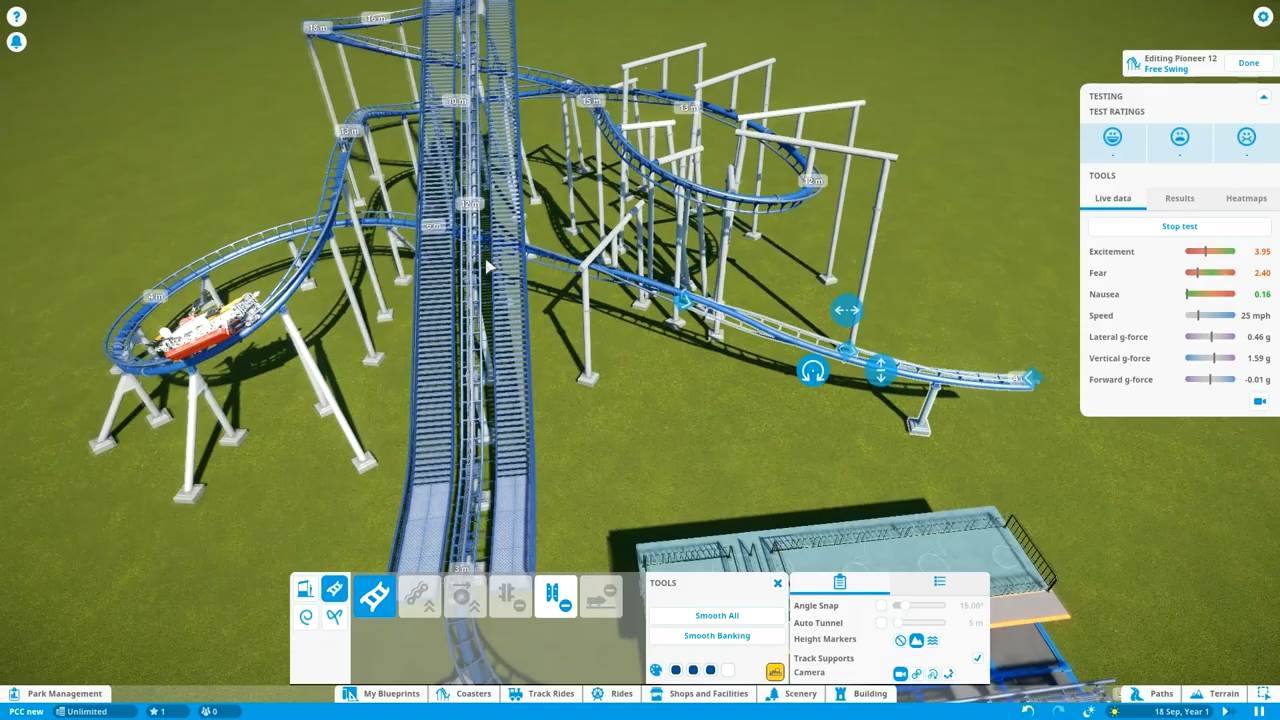 ?
18 m
16 m
10 m
15 m
13 m
13 m
12 m
12 m
4 m
3 m
Editing Pioneer 12
Free Swing
Done
TESTING
TEST RATINGS
-
-
-
TOOLS
Live data
Results
Heatmaps
Stop test
Excitement
3.95
Fear
2.40
Nausea
0.16
Speed
25 mph
Lateral g-force
0.46 g
Vertical g-force
1.59 g
Forward g-force
-0.01 g
TOOLS
Smooth All
Smooth Banking
Angle Snap
15.00°
Auto Tunnel
5 m
Height Markers
Track Supports
Camera
Park Management
My Blueprints
Coasters
Track Rides
Rides
Shops and Facilities
Scenery
Building
Paths
Terrain
PCC new
Unlimited
1
0
18 Sep, Year 1